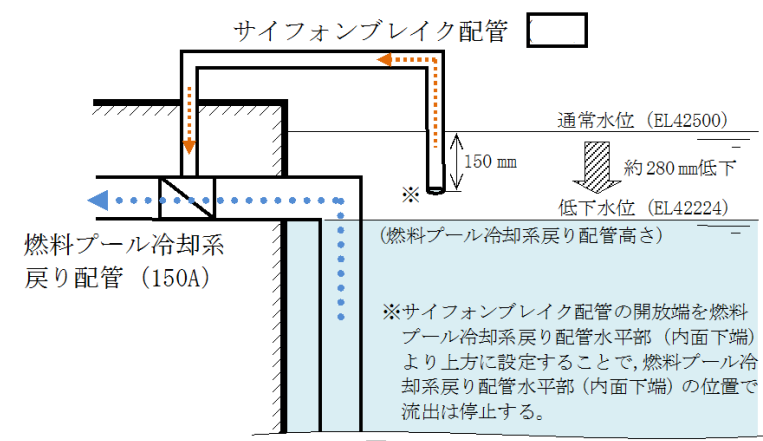 サイフォンブレイク配管
通常水位（EL42500）
150 mm
約280mm低下
※
低下水位（EL42224）
(燃料プール冷却系戻り配管高さ)
燃料プール冷却系
戻り配管（150A）
※サイフォンブレイク配管の開放端を燃料
プール冷却系戻り配管水平部（内面下端）
より上方に設定することで,燃料プール冷
却系戻り配管水平部（内面下端）の位置で
流出は停止する。